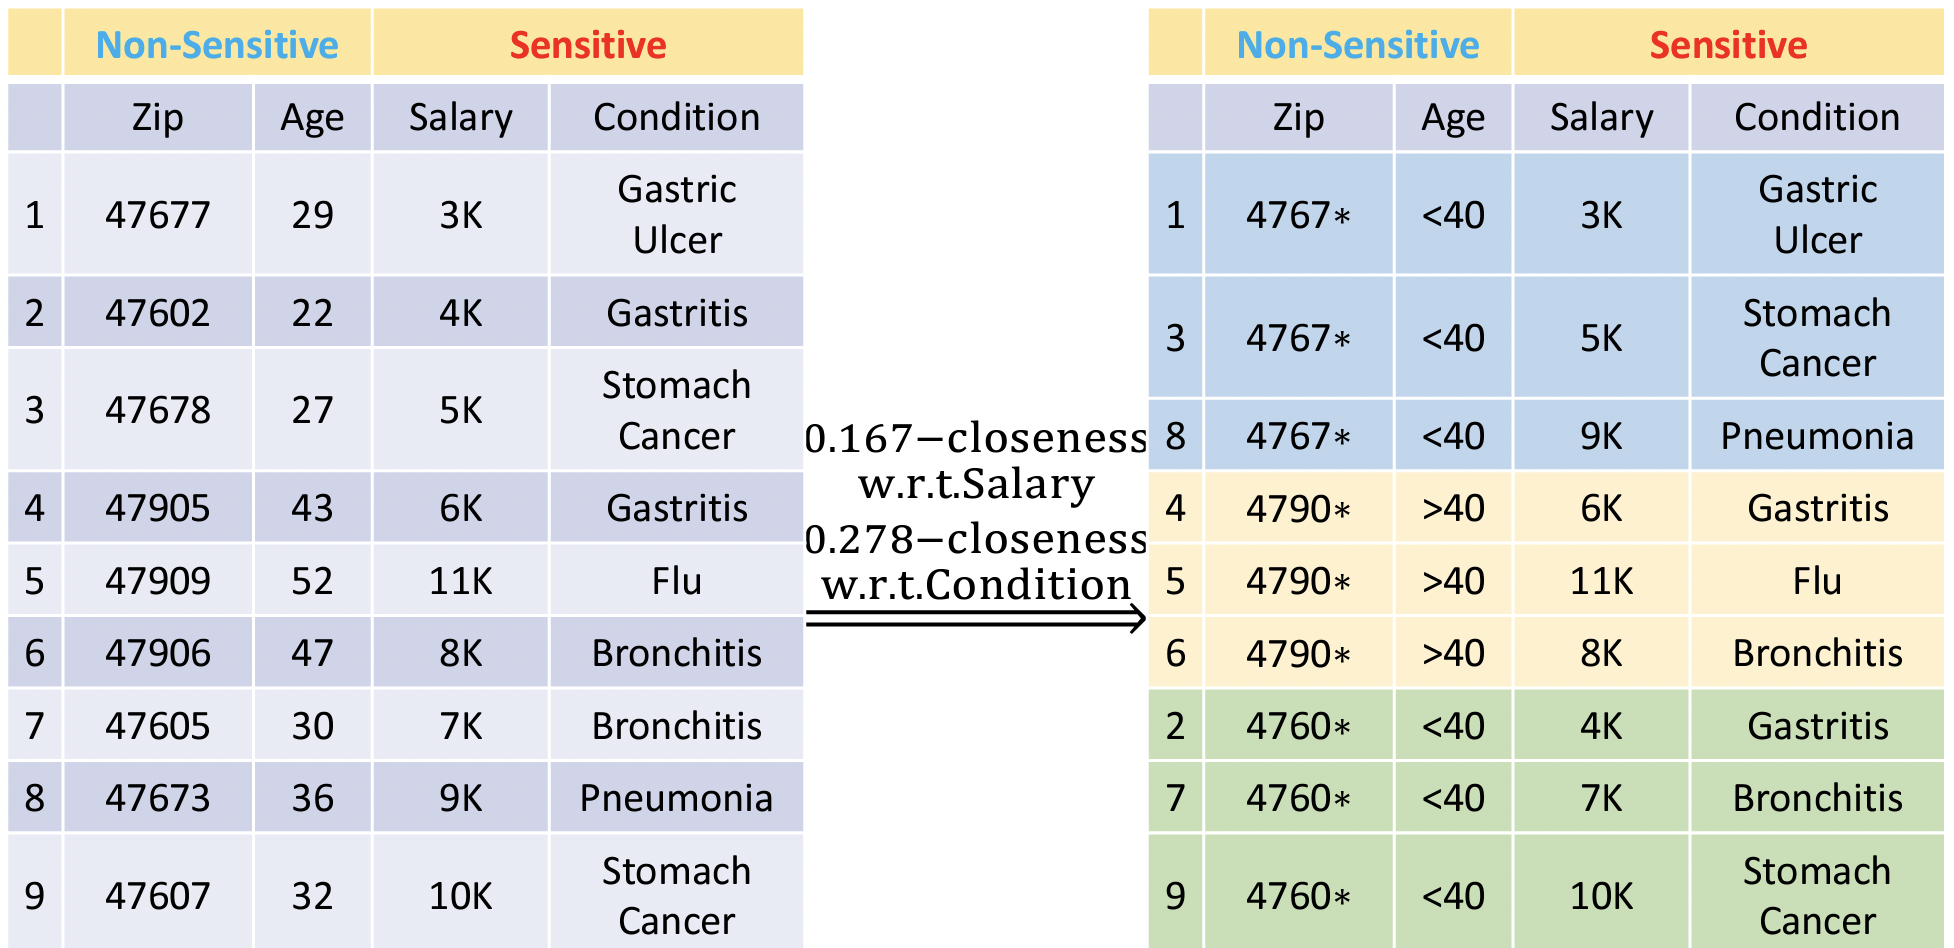 Non-Sensitive Sensitive
Zip Age Salary Condition
1 47677 29 3K Gastric Ulcer
2 47602 22 4K Gastritis
3 47678 27 5K Stomach Cancer
4 47905 43 6K Gastritis
5 47909 52 11K Flu
6 47906 47 8K Bronchitis
7 47605 30 7K Bronchitis
8 47673 36 9K Pneumonia
9 47607 32 10K Stomach Cancer
0.167−closeness
w.r.t.Salary
0.278−closeness
w.r.t.Condition
Non-Sensitive Sensitive
Zip Age Salary Condition
1 4767∗ <40 3K Gastric Ulcer
3 4767∗ <40 5K Stomach Cancer
8 4767∗ <40 9K Pneumonia
4 4790∗ >40 6K Gastritis
5 4790∗ >40 11K Flu
6 4790∗ >40 8K Bronchitis
2 4760∗ <40 4K Gastritis
7 4760∗ <40 7K Bronchitis
9 4760∗ <40 10K Stomach Cancer